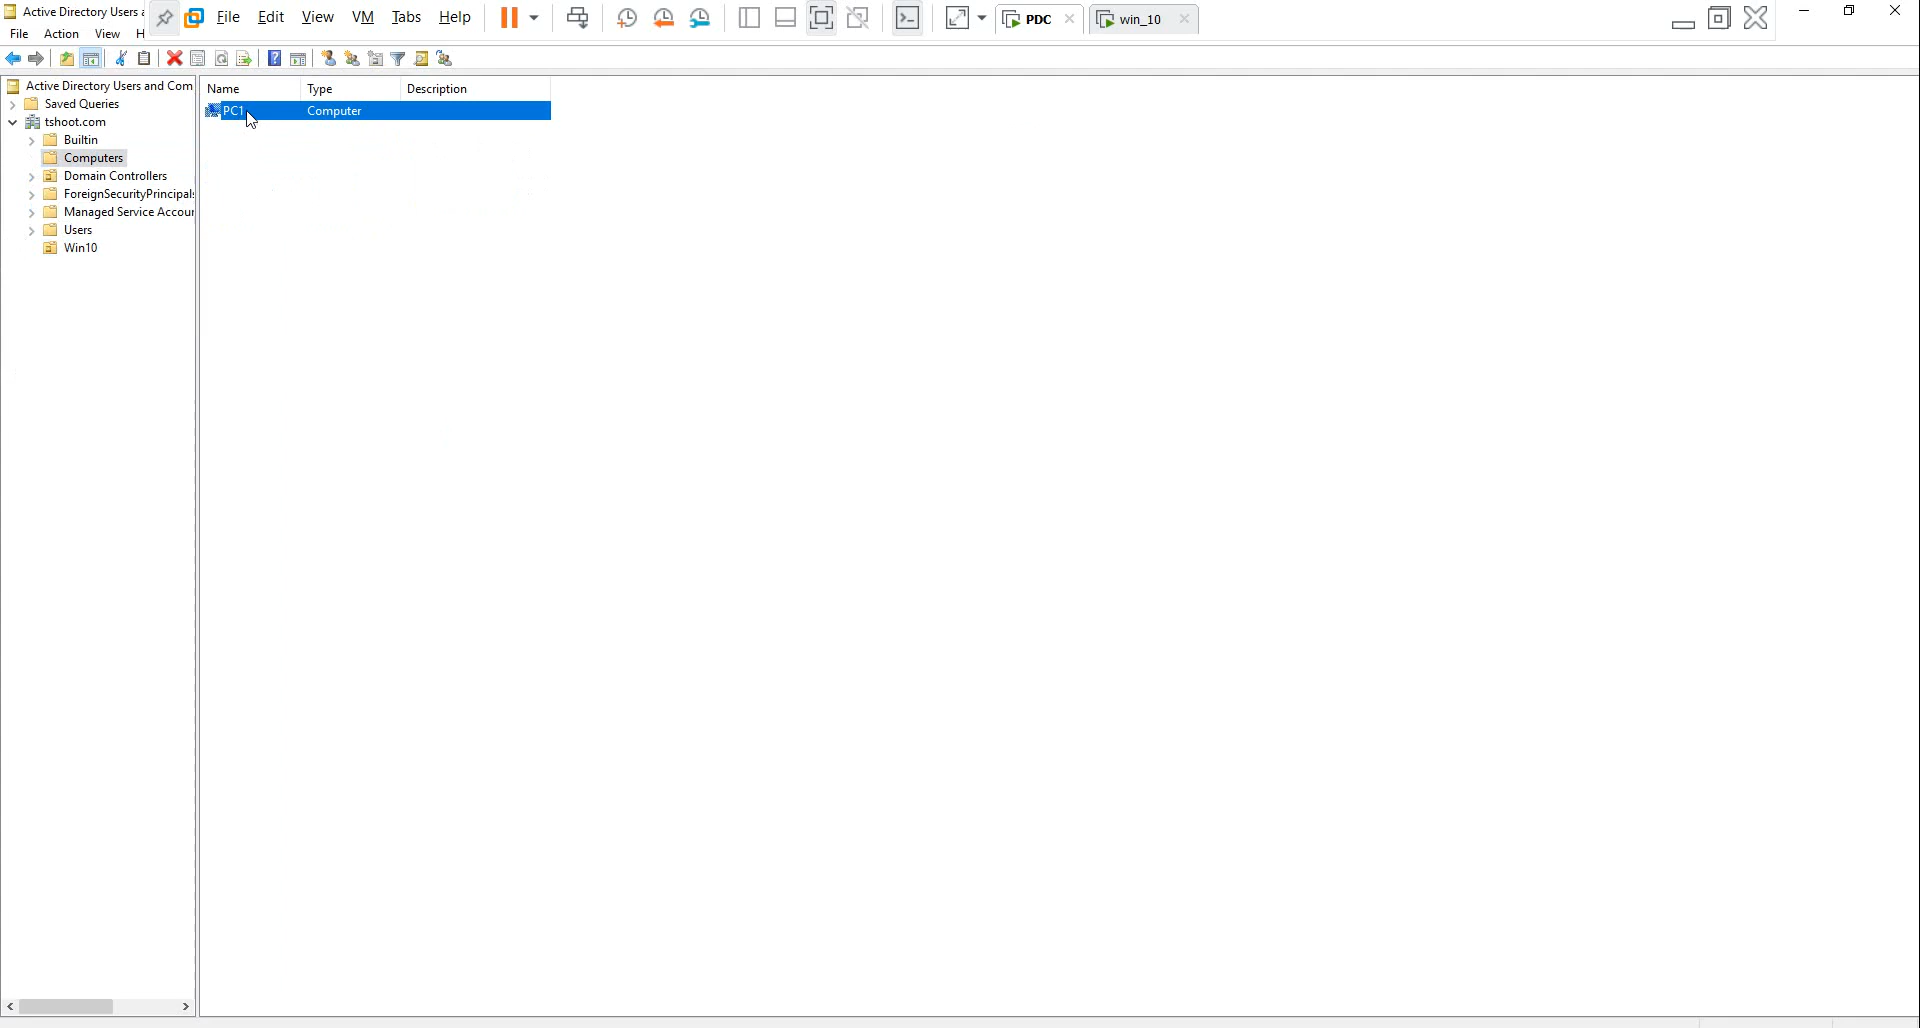 Active Directory Users a
File Edit View VM Tabs Help
PDC
win_10
File Action View H
Active Directory Users and Com
Saved Queries
tshoot.com
Builtin
Computers
Domain Controllers
ForeignSecurityPrincipals
Managed Service Accour
Users
Win10
Name Type Description
PC1 Computer